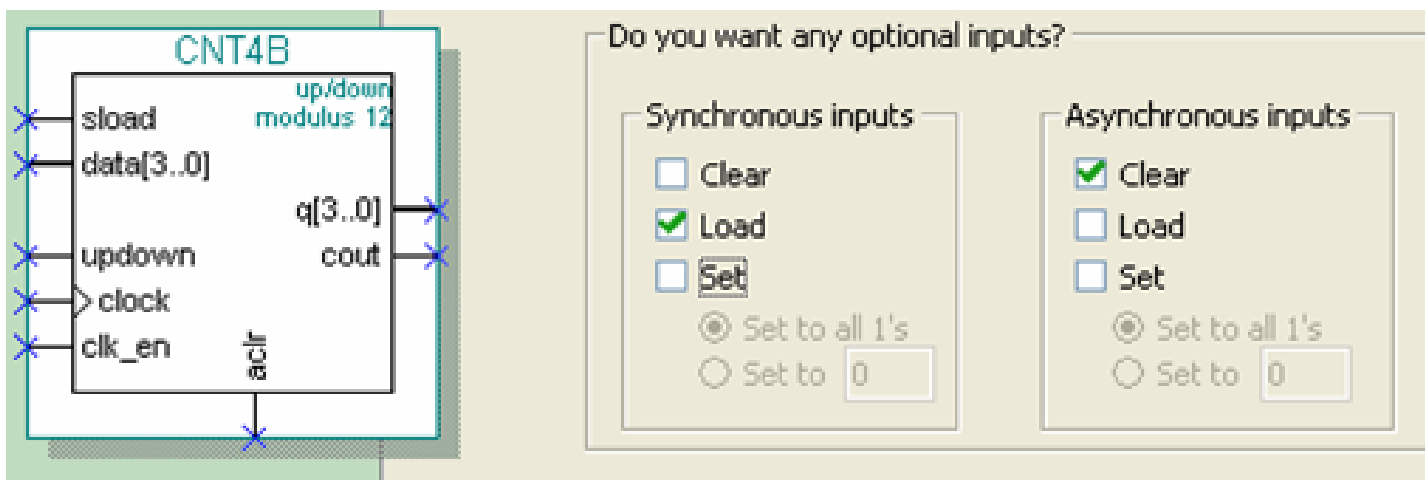 CNT4B
up/down
modulus 12
sload
data[3..0]
q[3..0]
updown
cout
clock
clk_en
aclr
Do you want any optional inputs?
Synchronous inputs
Clear
Load
Set
Set to all 1's
Set to 0
Asynchronous inputs
Clear
Load
Set
Set to all 1's
Set to 0